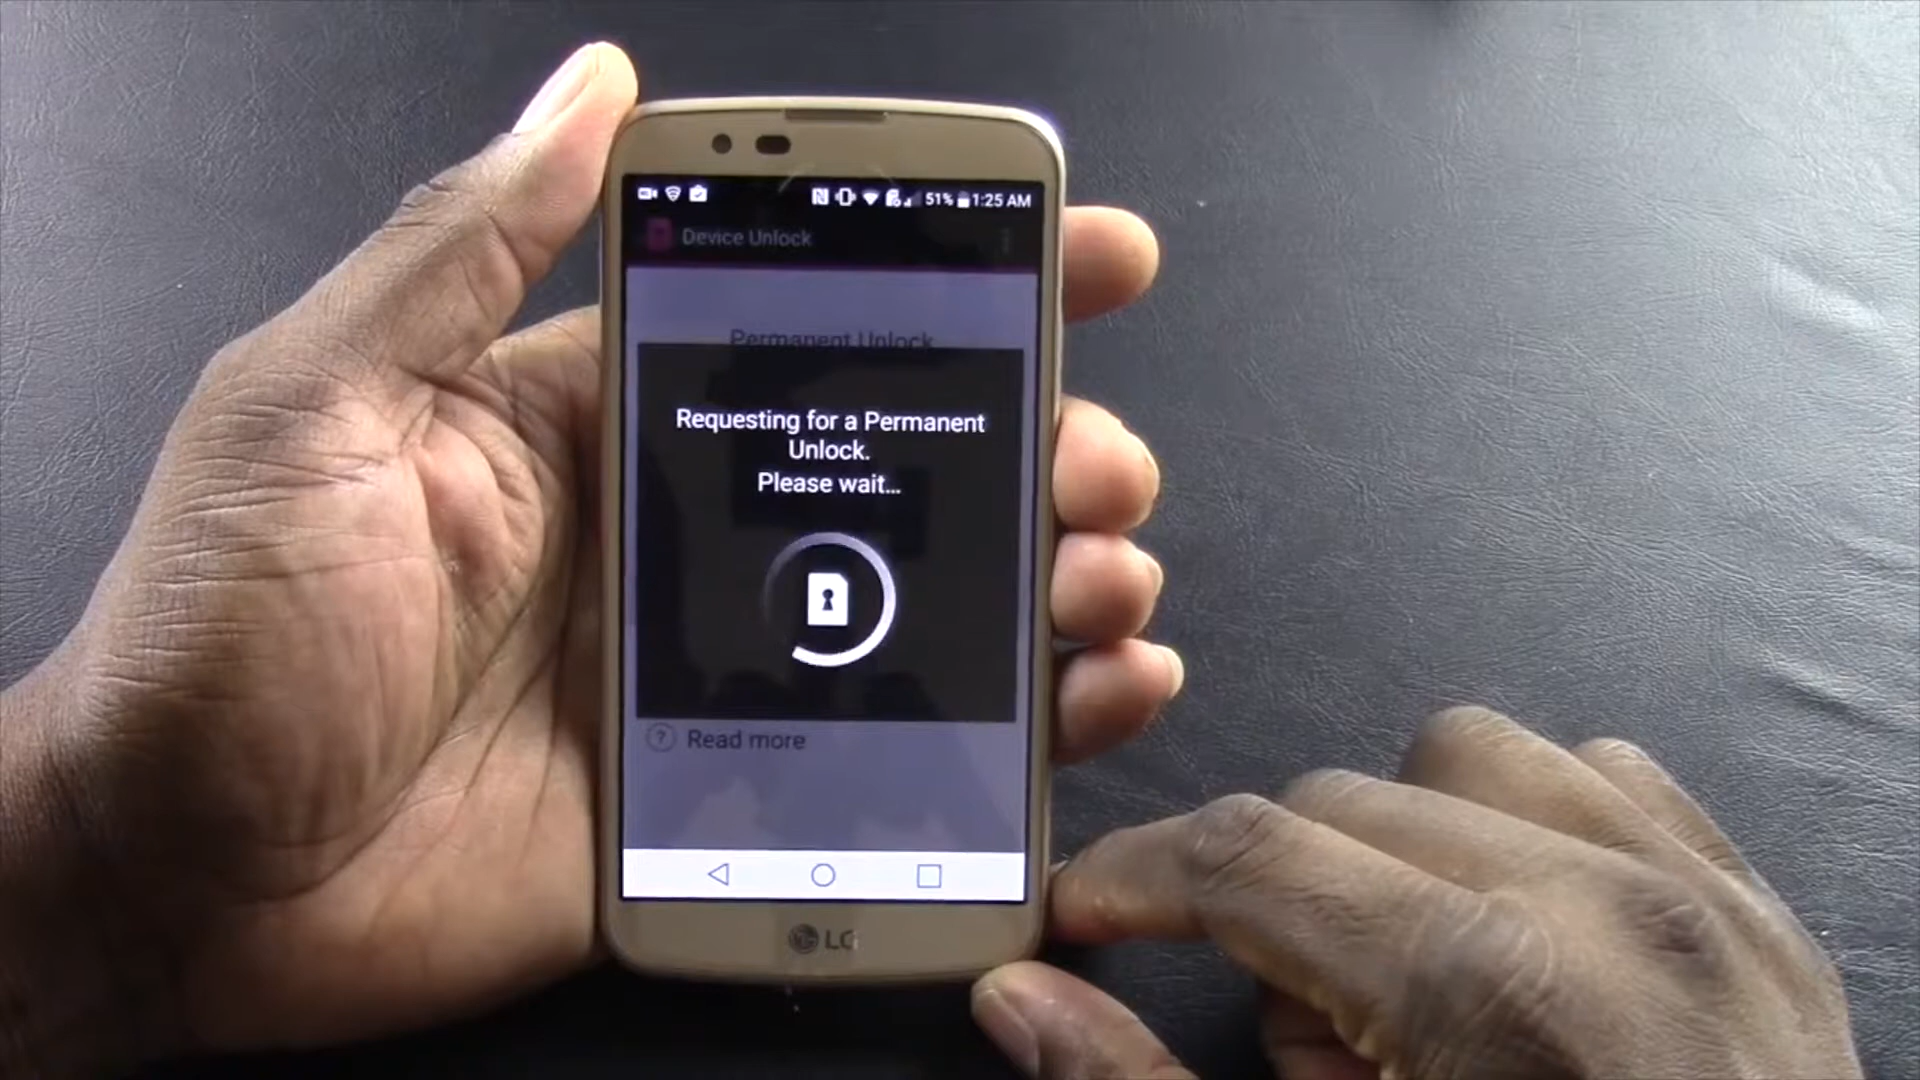 51% 1:25 AM
Device Unlock
Permanent Unlock
Requesting for a Permanent
Unlock.
Please wait...
? Read more
LG